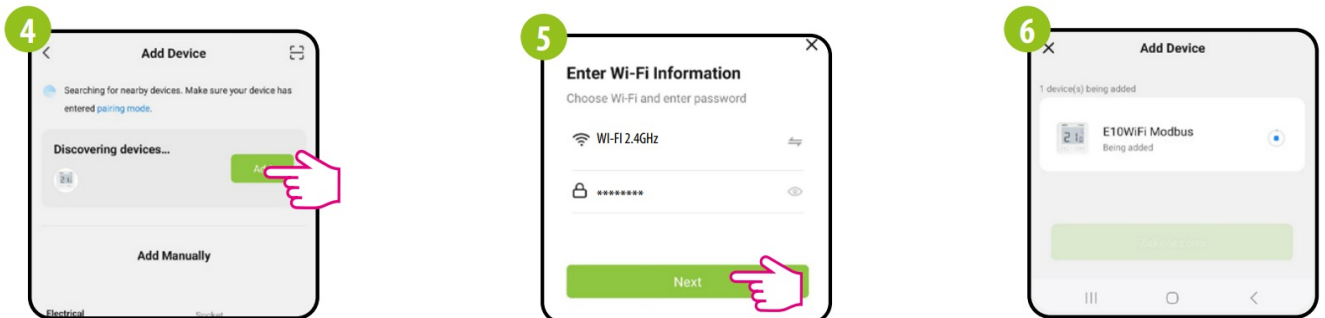 4
Add Device
Searching for nearby devices. Make sure your device has
entered pairing mode.
Discovering devices...
Add Manually
Electrical
Socket
5
Enter Wi-Fi Information
Choose Wi-Fi and enter password
WI-FI 2.4GHz
********
Next
6
Add Device
1 device(s) being added
E10WiFi Modbus
Being added